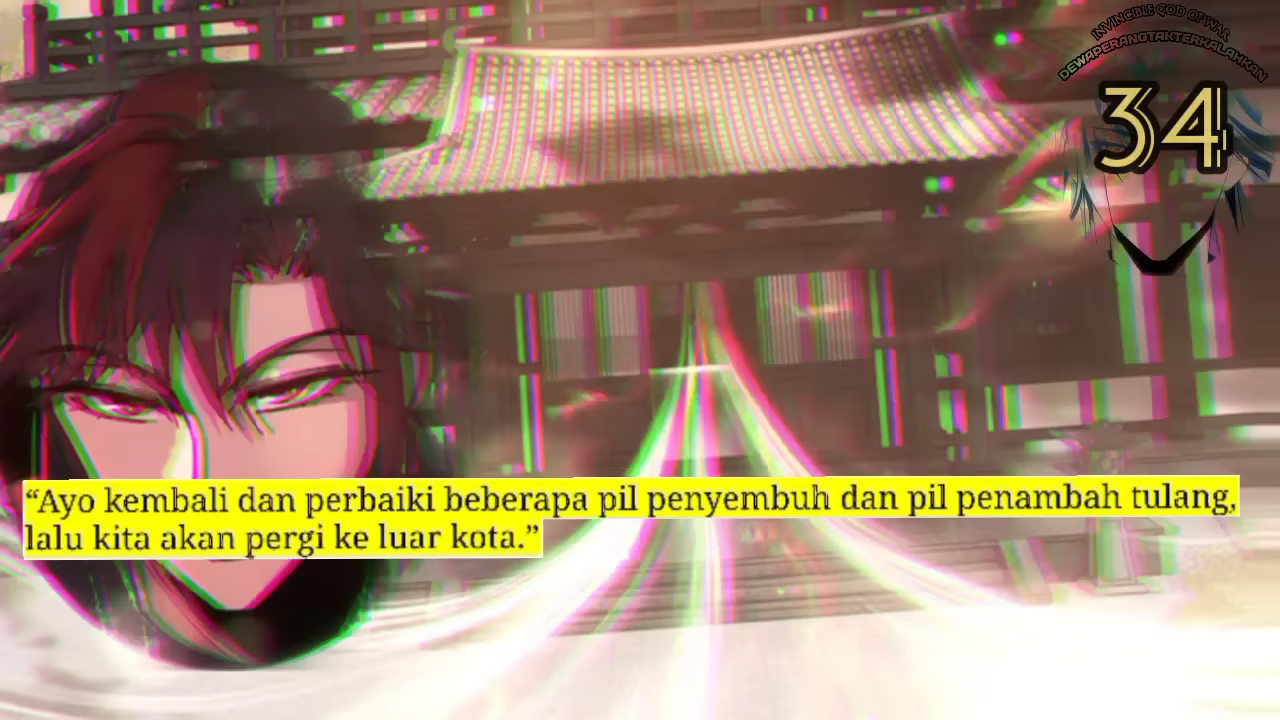 INVINCIBLE GOD OF WAR
DEWAPERANGTAKTERKALAHKAN
34
“Ayo kembali dan perbaiki beberapa pil penyembuh dan pil penambah tulang,
lalu kita akan pergi ke luar kota.”